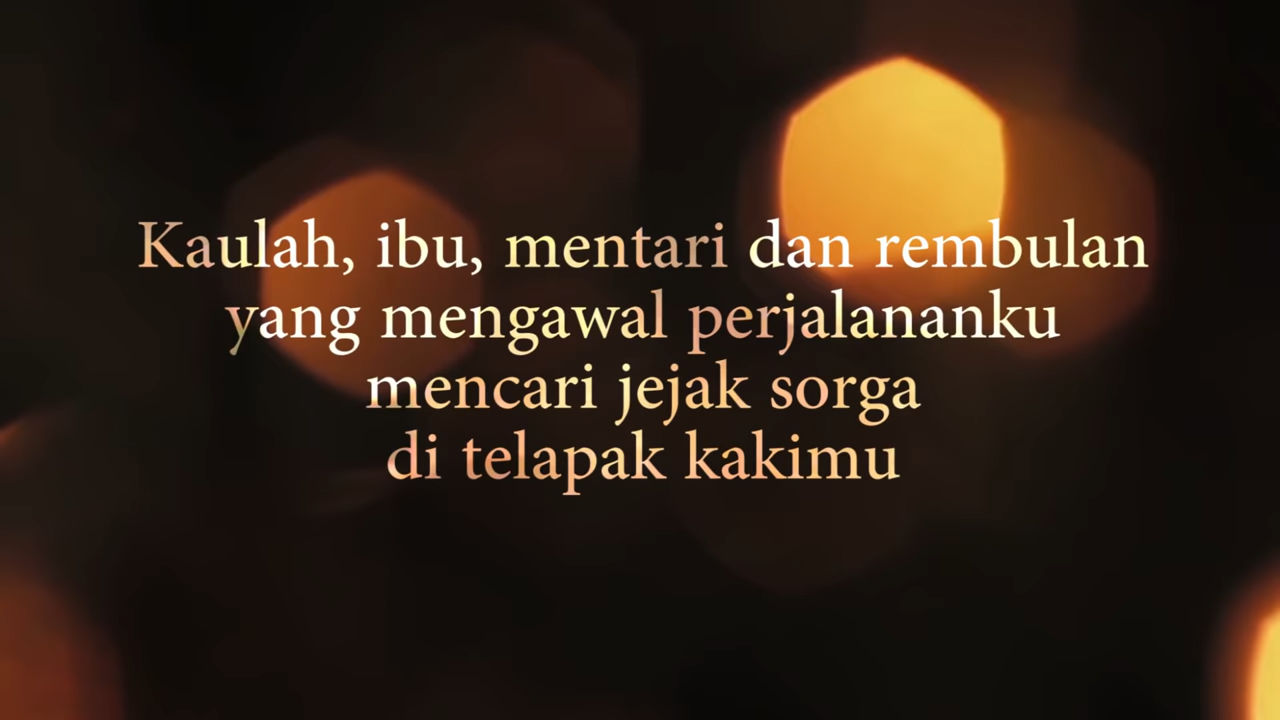 Kaulah, ibu, mentari dan rembulan
yang mengawal perjalananku
mencari jejak sorga
di telapak kakimu